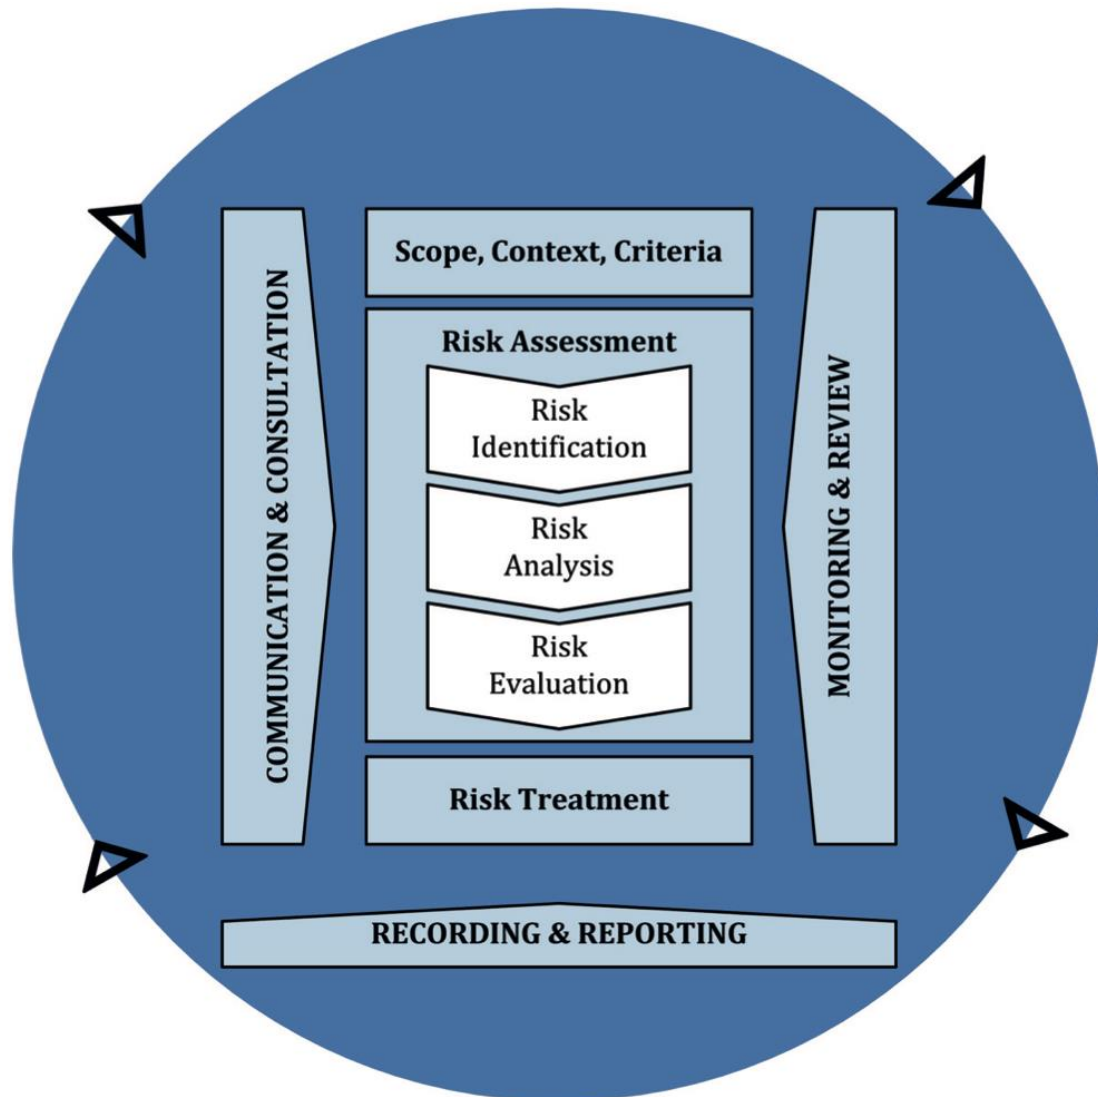 Scope, Context, Criteria
Risk Assessment
Risk
Identification
Risk
Analysis
Risk
Evaluation
Risk Treatment
COMMUNICATION & CONSULTATION
MONITORING & REVIEW
RECORDING & REPORTING